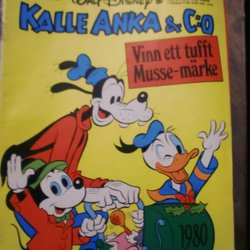 WALT DISNEY'S
KALLE ANKA & C:O
Vinn ett tufft
Musse-märke
1980